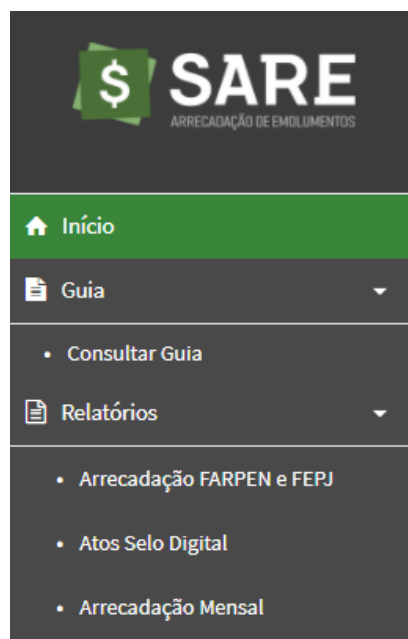 $ SARE
ARRECADAÇÃO DE EMOLUMENTOS
Início
Guia
• Consultar Guia
Relatórios
• Arrecadação FARPEN e FEPJ
• Atos Selo Digital
• Arrecadação Mensal